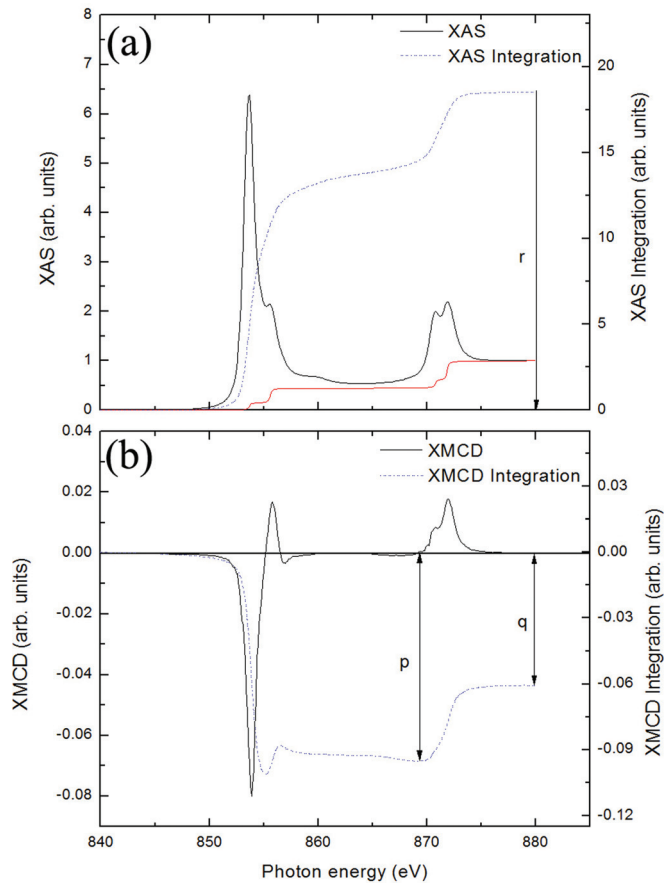 (a)
XAS
XAS Integration
8
7
6
5
4
3
2
1
0
XAS (arb. units)
20
15
10
5
0
XAS Integration (arb. units)
r
(b)
XMCD
XMCD Integration
0.04
0.02
0.00
-0.02
-0.04
-0.06
-0.08
XMCD (arb. units)
0.03
0.00
-0.03
-0.06
-0.09
-0.12
XMCD Integration (arb. units)
p
q
840
850
860
870
880
Photon energy (eV)